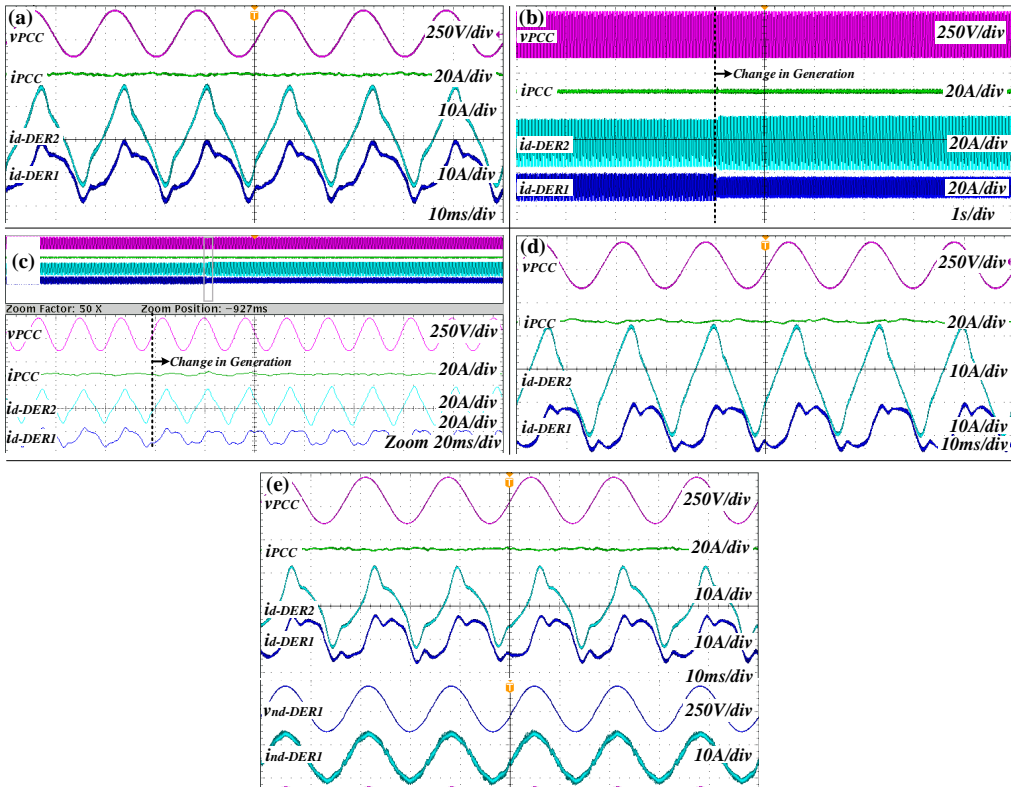 (a)
T
vPCC
250V/div
iPCC
20A/div
10A/div
id-DER2
id-DER1
10A/div
10ms/div
(b)
T
vPCC
250V/div
Change in Generation
iPCC
20A/div
id-DER2
20A/div
id-DER1
20A/div
1s/div
(c)
Zoom Factor: 50 X Zoom Position: -927ms
vPCC
250V/div
Change in Generation
iPCC
20A/div
20A/div
id-DER2
20A/div
id-DER1
Zoom 20ms/div
(d)
T
vPCC
250V/div
iPCC
20A/div
id-DER2
10A/div
id-DER1
10A/div
10ms/div
(e)
T
vPCC
250V/div
iPCC
20A/div
10A/div
id-DER2
id-DER1
10A/div
10ms/div
T
vnd-DER1
250V/div
ind-DER1
10A/div